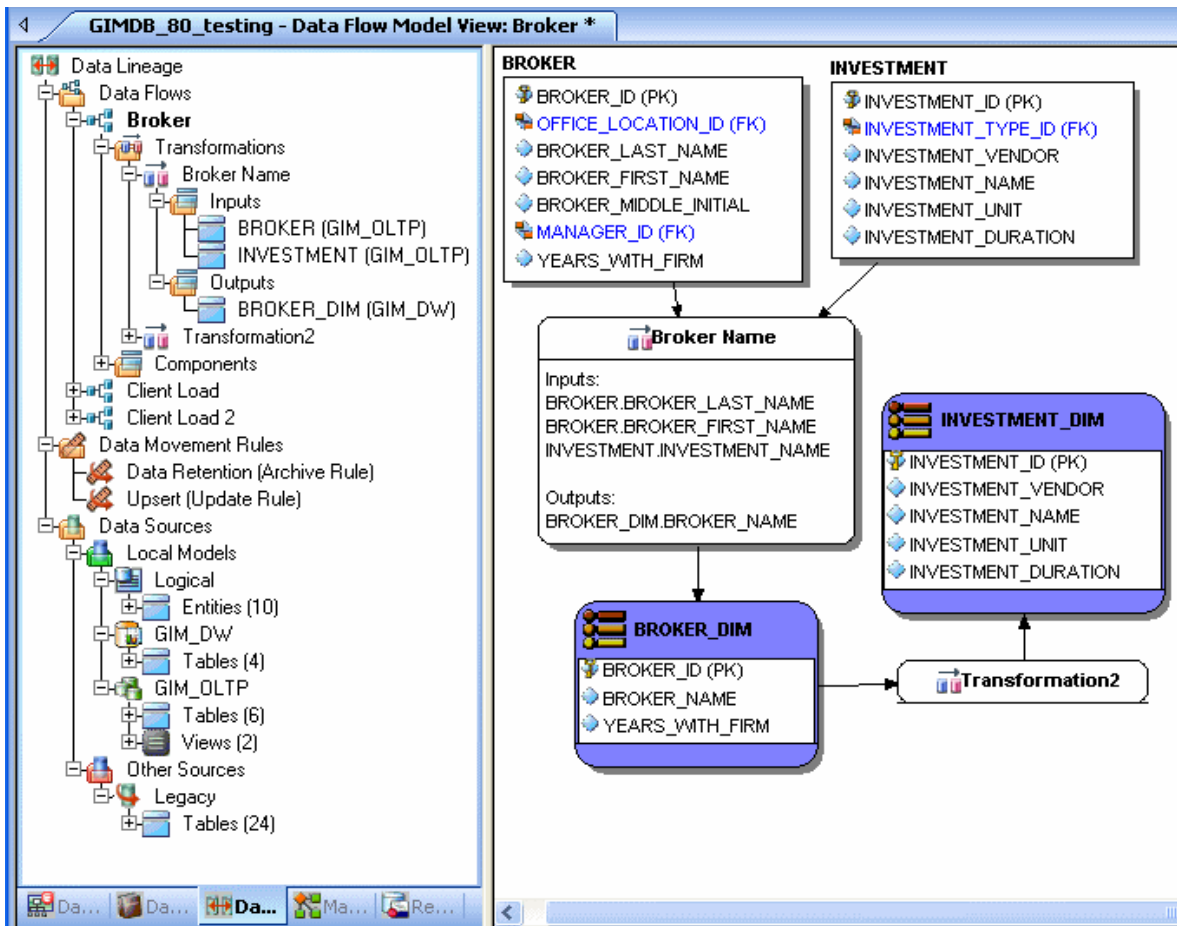 GIMDB_80_testing - Data Flow Model View: Broker *
Data Lineage
Data Flows
Broker
Transformations
Broker Name
Inputs
BROKER (GIM_OLTP)
INVESTMENT (GIM_OLTP)
Outputs
BROKER_DIM (GIM_DW)
Transformation2
Components
Client Load
Client Load 2
Data Movement Rules
Data Retention (Archive Rule)
Upsert (Update Rule)
Data Sources
Local Models
Logical
Entities (10)
GIM_DW
Tables (4)
GIM_OLTP
Tables (6)
Views (2)
Other Sources
Legacy
Tables (24)
Da... Da... Da... Ma... Re...
BROKER
BROKER_ID (PK)
OFFICE_LOCATION_ID (FK)
BROKER_LAST_NAME
BROKER_FIRST_NAME
BROKER_MIDDLE_INITIAL
MANAGER_ID (FK)
YEARS_WITH_FIRM
INVESTMENT
INVESTMENT_ID (PK)
INVESTMENT_TYPE_ID (FK)
INVESTMENT_VENDOR
INVESTMENT_NAME
INVESTMENT_UNIT
INVESTMENT_DURATION
Broker Name
Inputs:
BROKER.BROKER_LAST_NAME
BROKER.BROKER_FIRST_NAME
INVESTMENT.INVESTMENT_NAME
Outputs:
BROKER_DIM.BROKER_NAME
INVESTMENT_DIM
INVESTMENT_ID (PK)
INVESTMENT_VENDOR
INVESTMENT_NAME
INVESTMENT_UNIT
INVESTMENT_DURATION
BROKER_DIM
BROKER_ID (PK)
BROKER_NAME
YEARS_WITH_FIRM
Transformation2